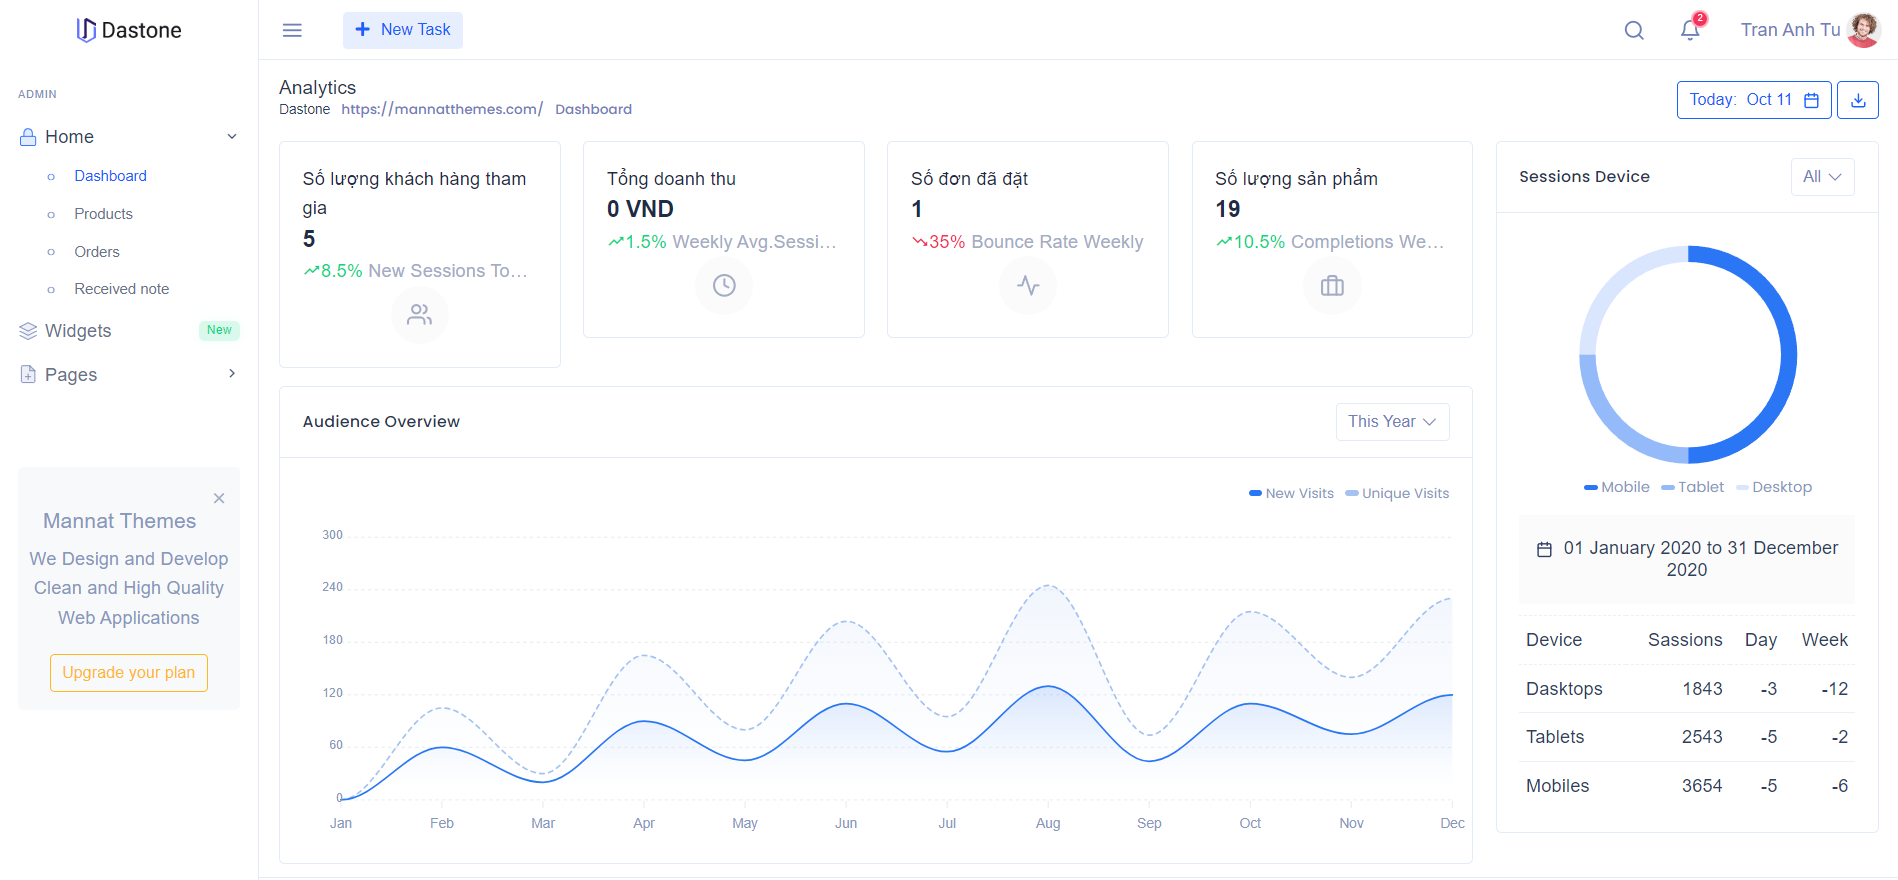 Dastone
New Task
2
Tran Anh Tu
ADMIN
Home
Dashboard
Products
Orders
Received note
Widgets
New
Pages
Mannat Themes
We Design and Develop
Clean and High Quality
Web Applications
Upgrade your plan
Analytics
Dastone https://mannatthemes.com/ Dashboard
Today: Oct 11
Số lượng khách hàng tham
gia
5
8.5% New Sessions To…
Tổng doanh thu
0 VND
1.5% Weekly Avg.Sessi…
Số đơn đã đặt
1
35% Bounce Rate Weekly
Số lượng sản phẩm
19
10.5% Completions We…
Audience Overview
This Year
New Visits Unique Visits
300
240
180
120
60
0
Jan Feb Mar Apr May Jun Jul Aug Sep Oct Nov Dec
Sessions Device
All
Mobile Tablet Desktop
01 January 2020 to 31 December
2020
Device Sassions Day Week
Dasktops 1843 -3 -12
Tablets 2543 -5 -2
Mobiles 3654 -5 -6